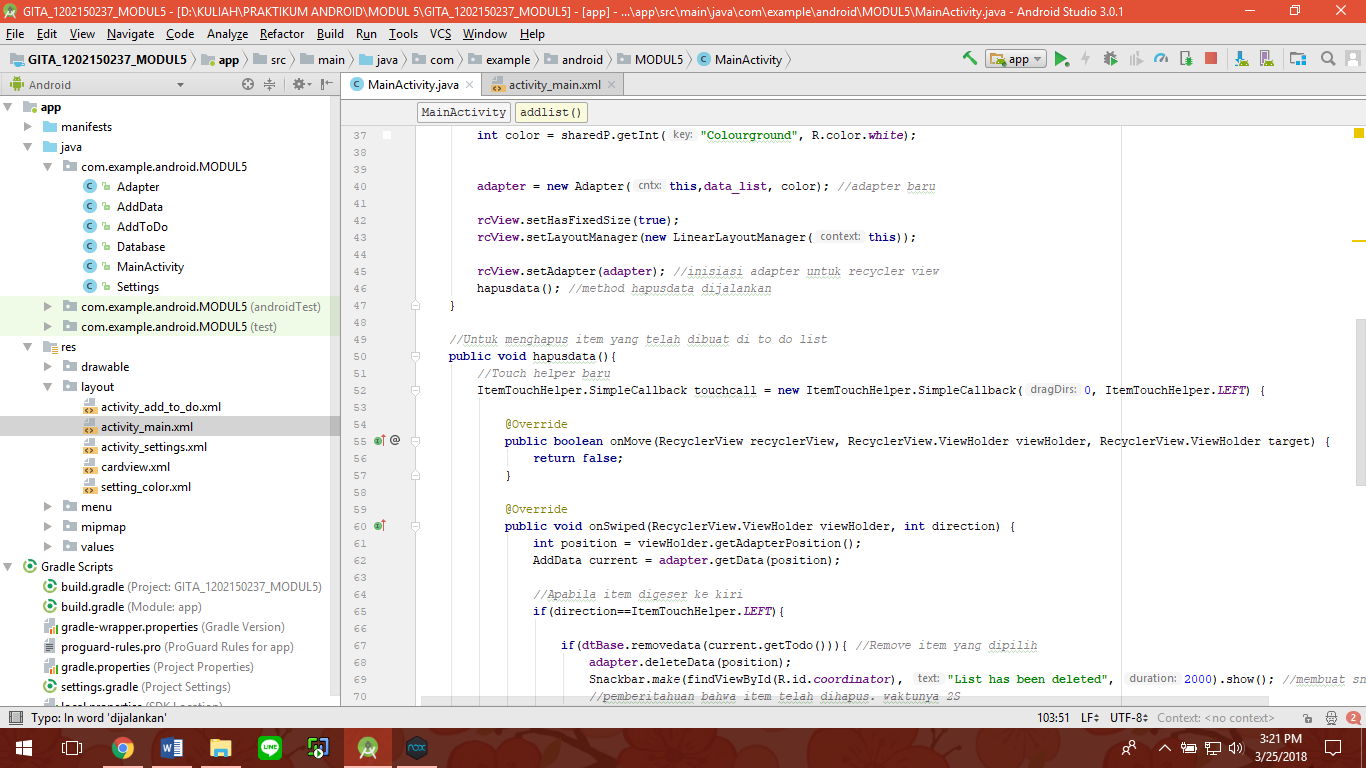 GITA_1202150237_MODUL5 - [D:\KULIAH\PRAKTIKUM ANDROID\MODUL 5\GITA_1202150237_MODUL5] - [app] - ...\app\src\main\java\com\example\android\MODUL5\MainActivity.java - Android Studio 3.0.1
File Edit View Navigate Code Analyze Refactor Build Run Tools VCS Window Help
GITA_1202150237_MODUL5 app src main java com example android MODUL5 MainActivity app
Android
MainActivity.java activity_main.xml
MainActivity addlist()
app
manifests
java
com.example.android.MODUL5
Adapter
AddData
AddToDo
Database
MainActivity
Settings
com.example.android.MODUL5 (androidTest)
com.example.android.MODUL5 (test)
res
drawable
layout
activity_add_to_do.xml
activity_main.xml
activity_settings.xml
cardview.xml
setting_color.xml
menu
mipmap
values
Gradle Scripts
build.gradle (Project: GITA_1202150237_MODUL5)
build.gradle (Module: app)
gradle-wrapper.properties (Gradle Version)
proguard-rules.pro (ProGuard Rules for app)
gradle.properties (Project Properties)
settings.gradle (Project Settings)
local.properties (SDK Location)
37 int color = sharedP.getInt( key: "Colourground", R.color.white);
38
39
40 adapter = new Adapter( cntx: this,data_list, color); //adapter baru
41
42 rcView.setHasFixedSize(true);
43 rcView.setLayoutManager(new LinearLayoutManager( context: this));
44
45 rcView.setAdapter(adapter); //inisiasi adapter untuk recycler view
46 hapusdata(); //method hapusdata dijalankan
47 }
48
49 //Untuk menghapus item yang telah dibuat di to do list
50 public void hapusdata(){
51 //Touch helper baru
52 ItemTouchHelper.SimpleCallback touchcall = new ItemTouchHelper.SimpleCallback( dragDirs: 0, ItemTouchHelper.LEFT) {
53
54 @Override
55 @ public boolean onMove(RecyclerView recyclerView, RecyclerView.ViewHolder viewHolder, RecyclerView.ViewHolder target) {
56 return false;
57 }
58
59 @Override
60 public void onSwiped(RecyclerView.ViewHolder viewHolder, int direction) {
61 int position = viewHolder.getAdapterPosition();
62 AddData current = adapter.getData(position);
63
64 //Apabila item digeser ke kiri
65 if(direction==ItemTouchHelper.LEFT){
66
67 if(dtBase.removedata(current.getTodo())){ //Remove item yang dipilih
68 adapter.deleteData(position);
69 Snackbar.make(findViewById(R.id.coordinator), text: "List has been deleted", duration: 2000).show(); //membuat sn
70 //pemberitahuan bahwa item telah dihapus. waktunya 2S
Typo: In word 'dijalankan' 103:51 LF UTF-8 Context: <no context> 2
W LINE nox 3:21 PM
3/25/2018